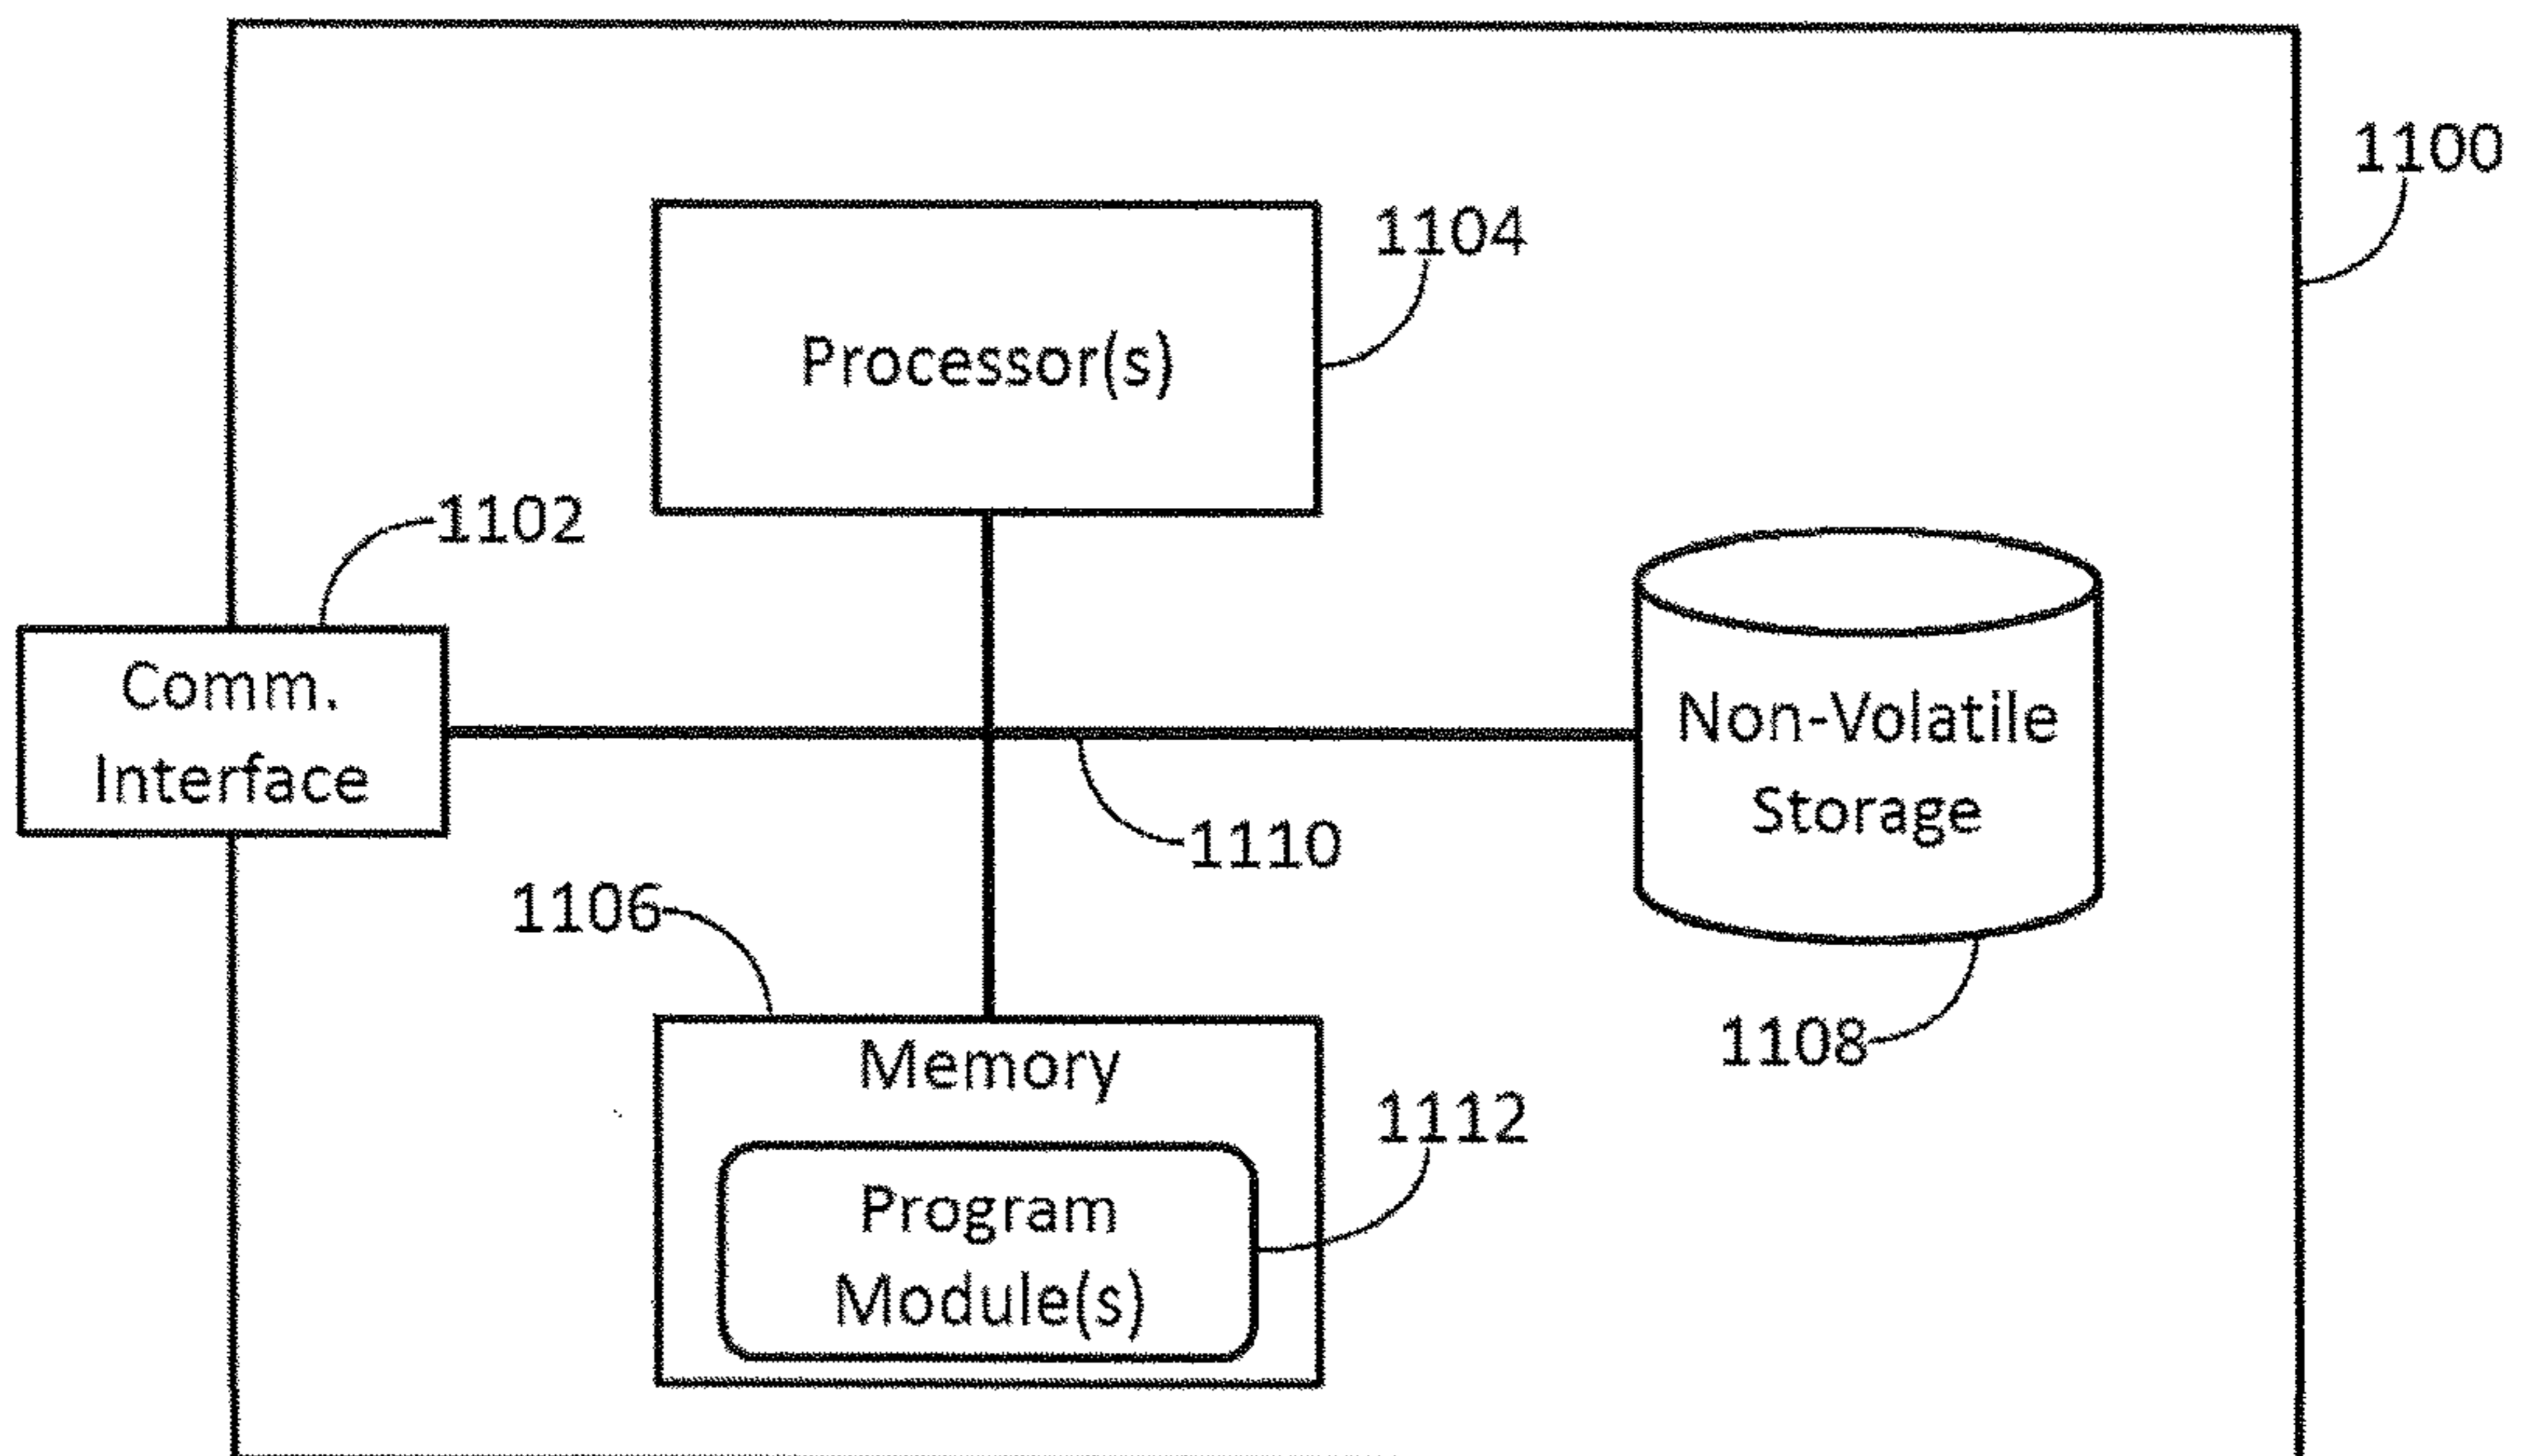 1100
1104
Processor(s)
1102
Comm.
Interface
Non-Volatile
Storage
1110
1106
1108
Memory
1112
Program
Module(s)